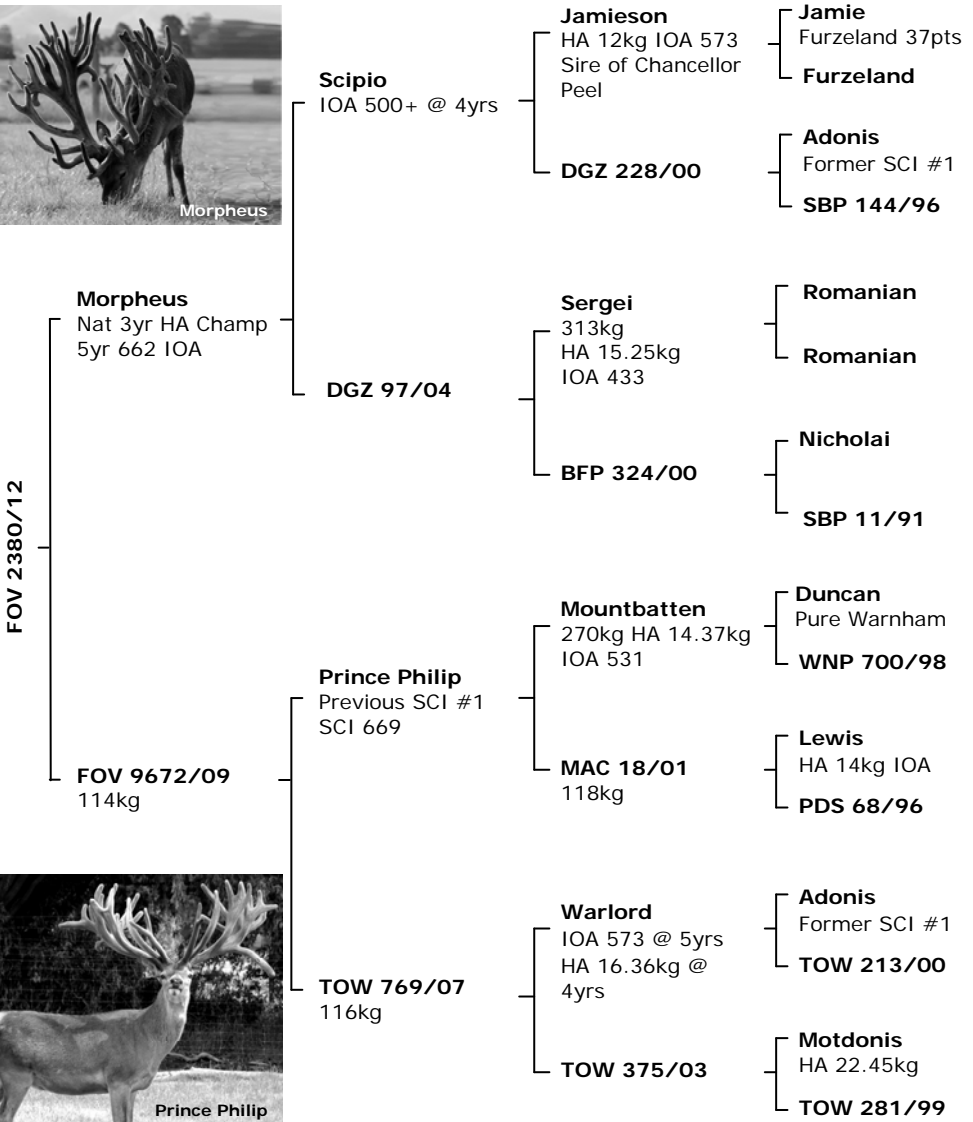 Morpheus
FOV 2380/12
Morpheus
Nat 3yr HA Champ
5yr 662 IOA
FOV 9672/09
114kg
Scipio
IOA 500+ @ 4yrs
DGZ 97/04
Prince Philip
Previous SCI #1
SCI 669
TOW 769/07
116kg
Jamieson
HA 12kg IOA 573
Sire of Chancellor
Peel
DGZ 228/00
Sergei
313kg
HA 15.25kg
IOA 433
BFP 324/00
Mountbatten
270kg HA 14.37kg
IOA 531
MAC 18/01
118kg
Warlord
IOA 573 @ 5yrs
HA 16.36kg @
4yrs
TOW 375/03
Jamie
Furzeland 37pts
Furzeland
Adonis
Former SCI #1
SBP 144/96
Romanian
Romanian
Nicholai
SBP 11/91
Duncan
Pure Warnham
WNP 700/98
Lewis
HA 14kg IOA
PDS 68/96
Adonis
Former SCI #1
TOW 213/00
Motdonis
HA 22.45kg
TOW 281/99
Prince Philip